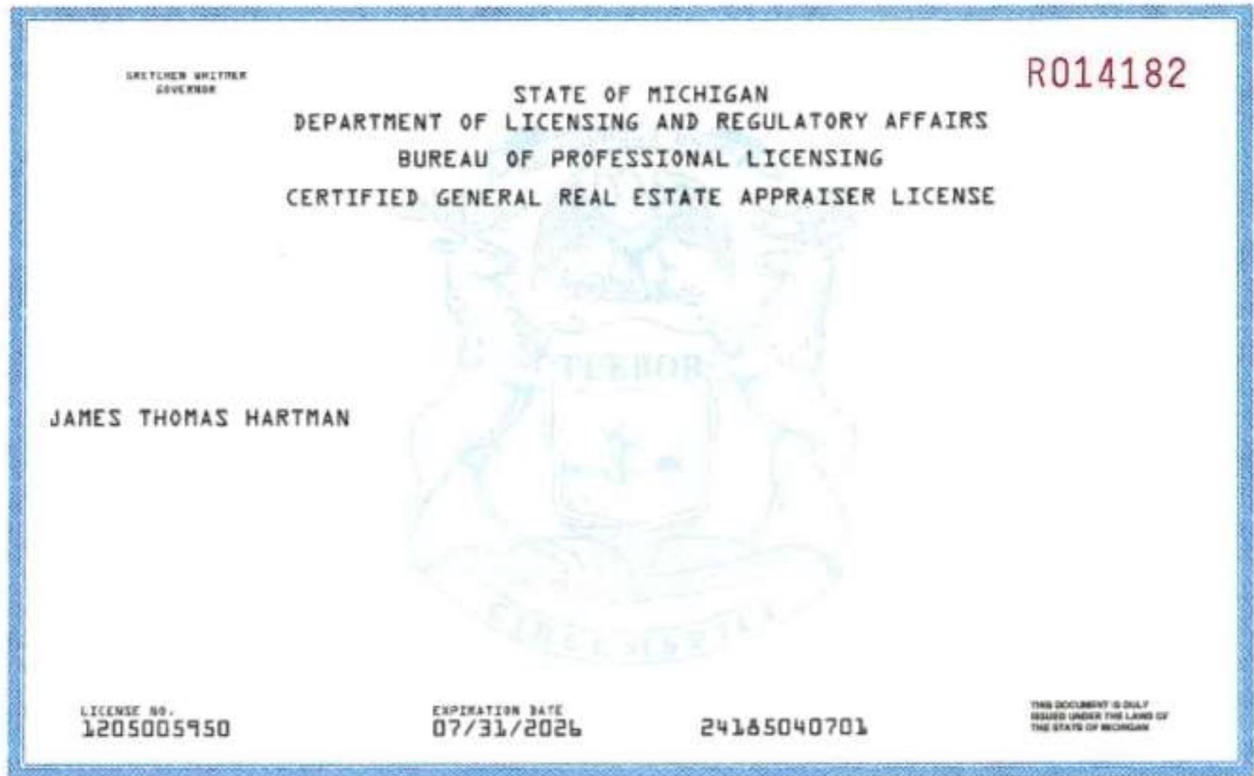 GRETCHEN WHITMER
GOVERNOR
R014182
STATE OF MICHIGAN
DEPARTMENT OF LICENSING AND REGULATORY AFFAIRS
BUREAU OF PROFESSIONAL LICENSING
CERTIFIED GENERAL REAL ESTATE APPRAISER LICENSE
TUEBOR
JAMES THOMAS HARTMAN
LICENSE NO.
1205005950
EXPIRATION DATE
07/31/2026
24185040701
THIS DOCUMENT IS DULY
ISSUED UNDER THE LAWS OF
THE STATE OF MICHIGAN